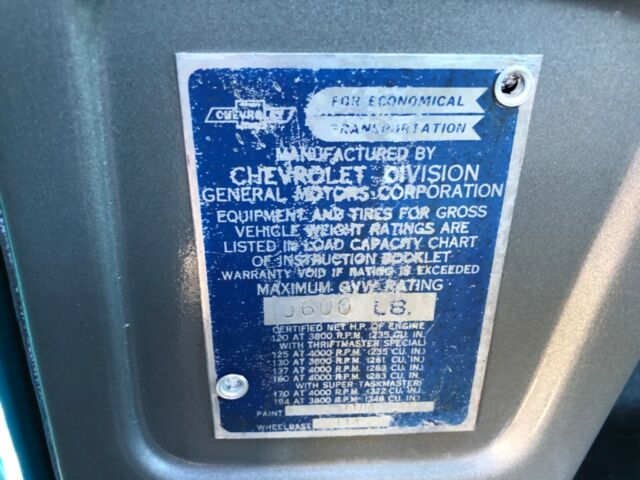 CHEVROLET
FOR ECONOMICAL
TRANSPORTATION
MANUFACTURED BY
CHEVROLET DIVISION
GENERAL MOTORS CORPORATION
EQUIPMENT AND TIRES FOR GROSS
VEHICLE WEIGHT RATINGS ARE
LISTED IN LOAD CAPACITY CHART
OF INSTRUCTION BOOKLET
WARRANTY VOID IF RATING IS EXCEEDED
MAXIMUM GVW RATING
5600 LB.
CERTIFIED NET H.P. OF ENGINE
120 AT 3800 R.P.M. (235 CU. IN.)
WITH THRIFTMASTER SPECIAL)
125 AT 4000 R.P.M. (235 CU. IN.)
130 AT 3800 R.P.M. (261 CU. IN.)
137 AT 4000 R.P.M. (283 CU. IN.)
160 AT 4000 R.P.M. (283 CU. IN.
WITH SUPER TASKMASTER)
170 AT 4000 R.P.M. (322 CU. IN.)
194 AT 3800 R.P.M. (348 CU. IN.)
PAINT
WHEELBASE 114